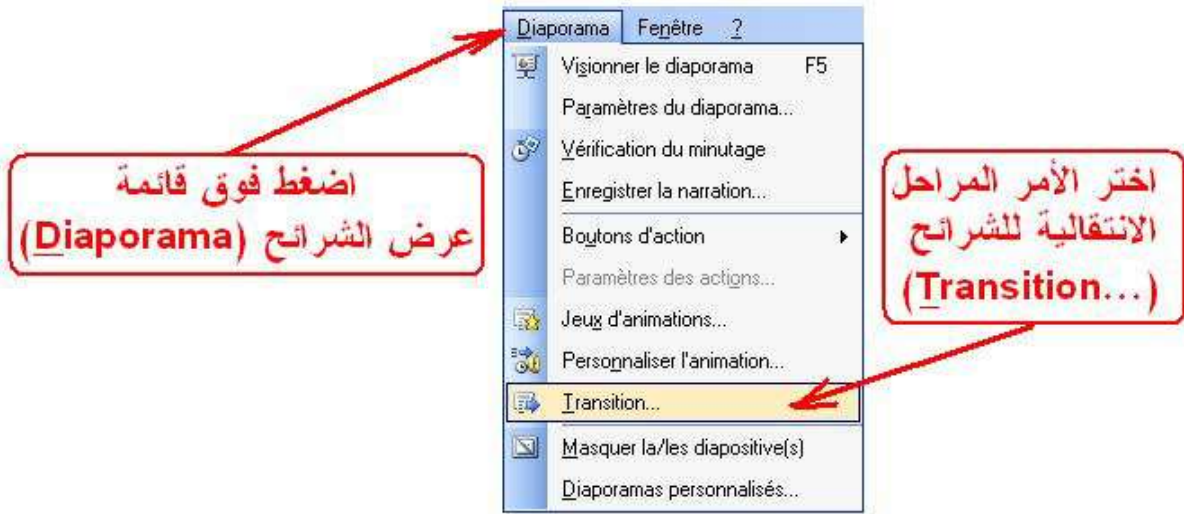 Diaporama Fenêtre ?
Visionner le diaporama F5
Paramètres du diaporama...
Vérification du minutage
Enregistrer la narration...
Boutons d'action
Paramètres des actions...
Jeux d'animations...
Personnaliser l'animation...
Transition...
Masquer la/les diapositive(s)
Diaporamas personnalisés...
اضغط فوق قائمة
عرض الشرائح (Diaporama)
اختر الأمر المراحل
الانتقالية للشرائح
(Transition...)